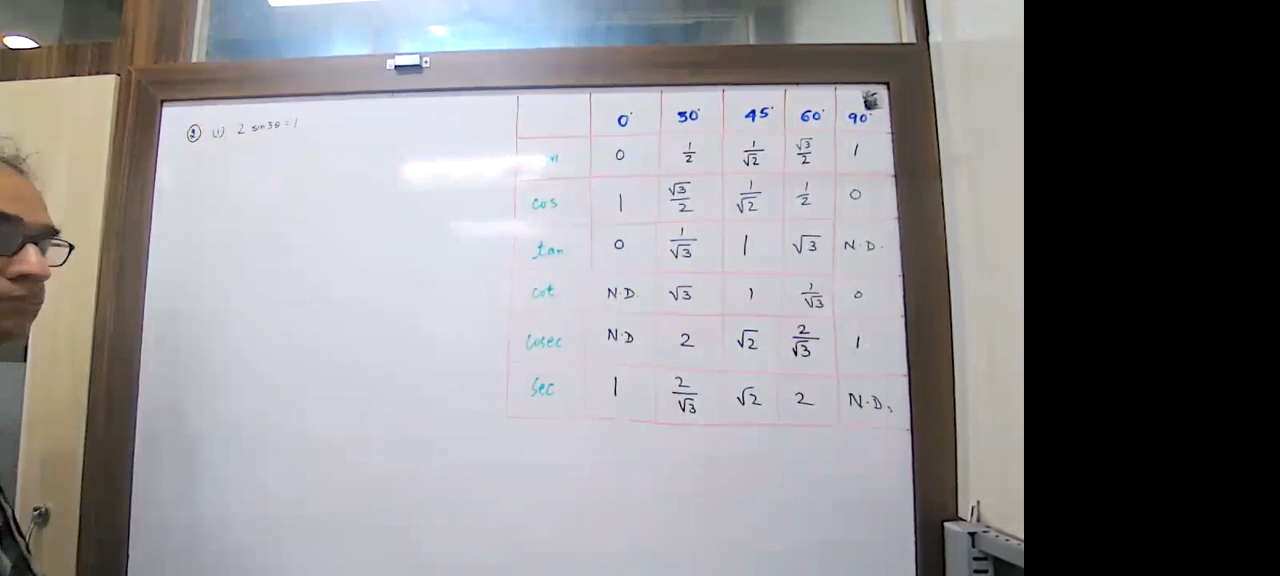 ② (i) 2 sin3θ=1
0° 30° 45° 60° 90°
n 0 1/2 1/√2 √3/2 1
cos 1 √3/2 1/√2 1/2 0
tan 0 1/√3 1 √3 N.D.
cot N.D. √3 1 1/√3 0
cosec N.D 2 √2 2/√3 1
sec 1 2/√3 √2 2 N.D.